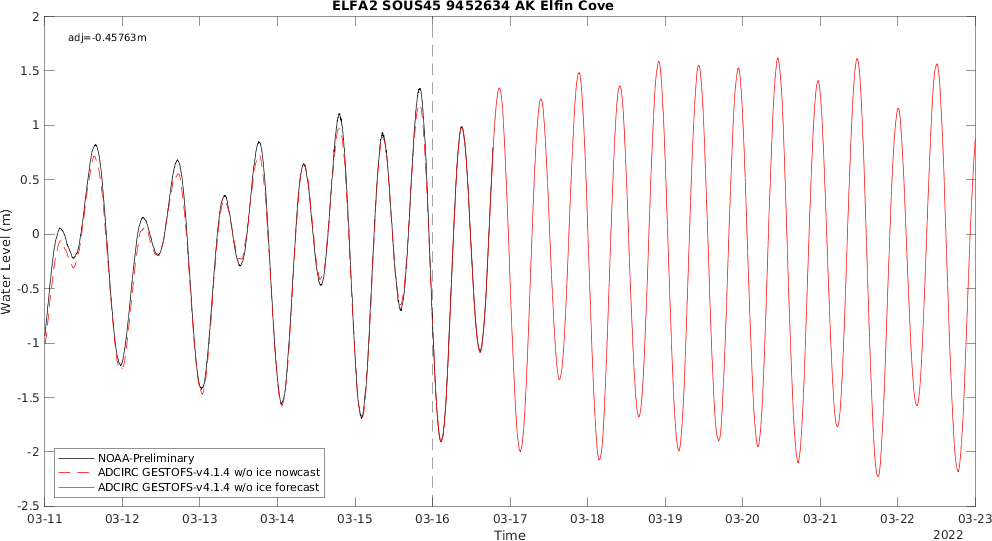 ELFA2 SOUS45 9452634 AK Elfin Cove
adj=-0.45763m
2
1.5
1
0.5
0
-0.5
-1
-1.5
-2
-2.5
Water Level (m)
NOAA-Preliminary
ADCIRC GESTOFS-v4.1.4 w/o ice nowcast
ADCIRC GESTOFS-v4.1.4 w/o ice forecast
03-11 03-12 03-13 03-14 03-15 03-16 03-17 03-18 03-19 03-20 03-21 03-22 03-23
Time
2022